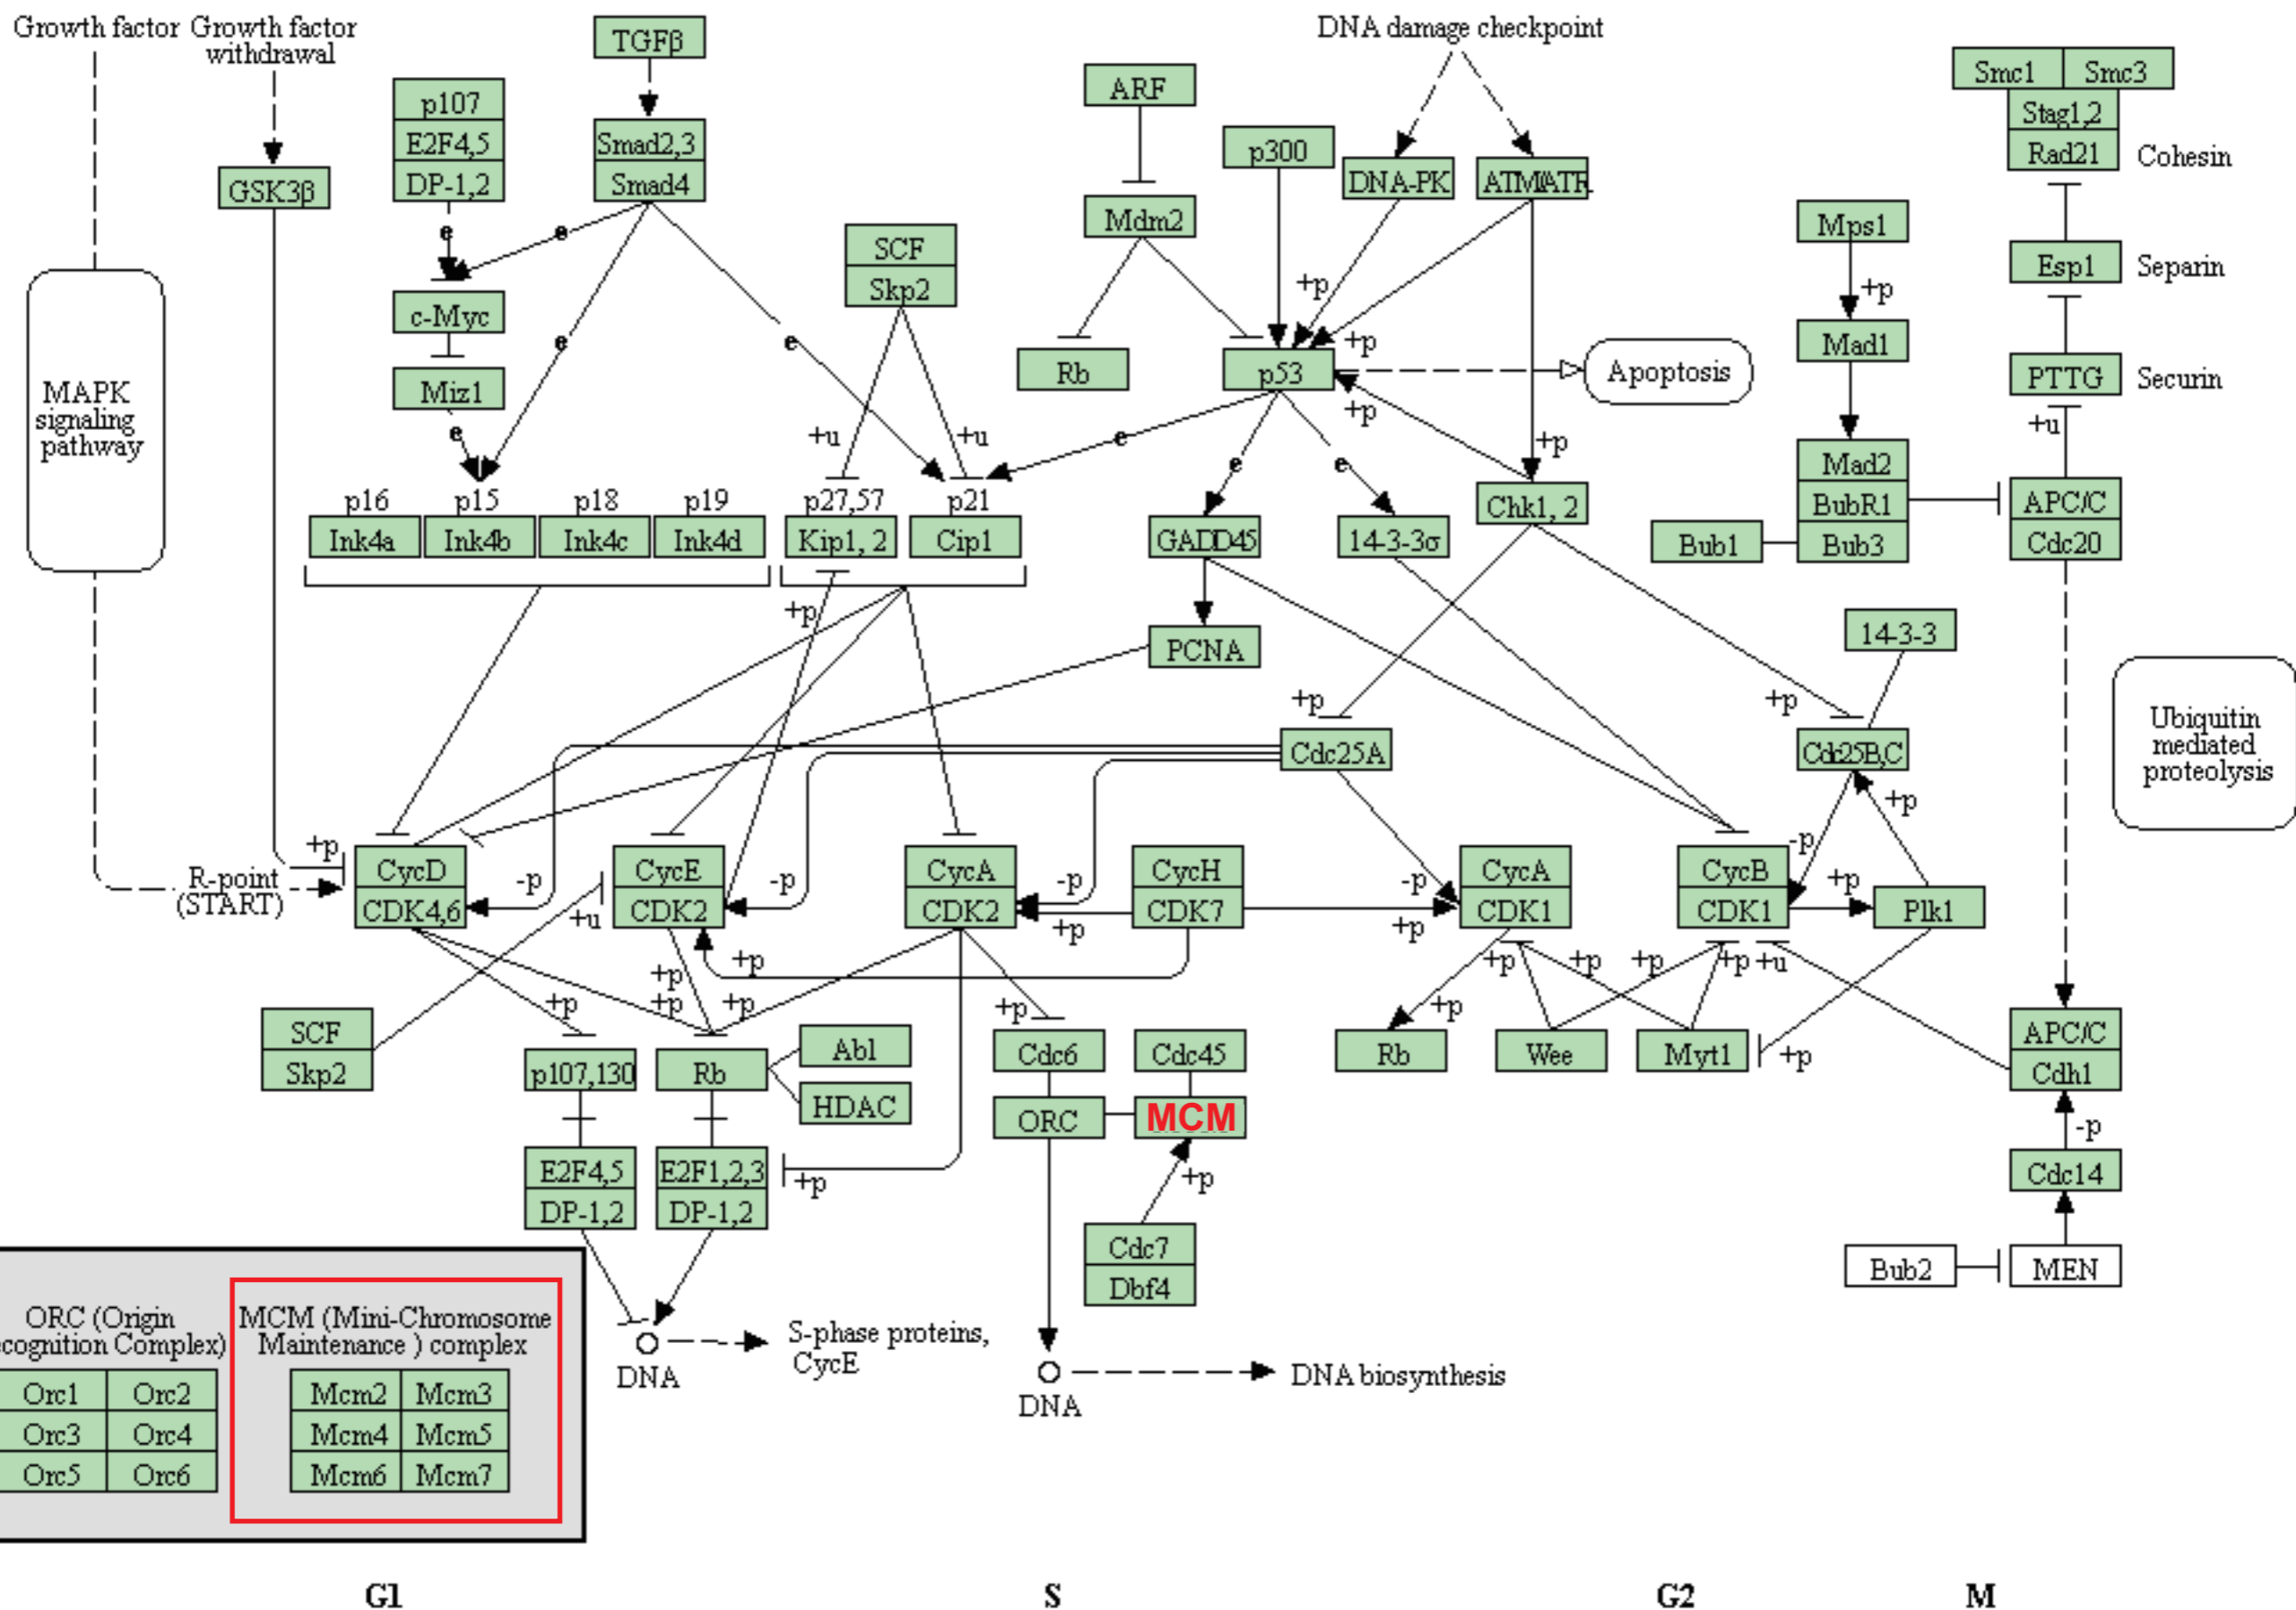 Growth factor
Growth factor
withdrawal
TGFβ
DNA damage checkpoint
Smc1
Smc3
Stag1,2
Rad21
Cohesin
ARF
p107
E2F4,5
DP-1,2
Smad2,3
Smad4
p300
DNA-PK
ATM/ATR
GSK3β
Mdm2
Mps1
e
e
SCF
Skp2
Esp1
Separin
+p
+p
c-Myc
Mad1
e
e
+p
Rb
p53
Apoptosis
PTTG
Securin
Miz1
MAPK
signaling
pathway
+p
+u
e
+u
+u
e
+p
e
e
Mad2
BubR1
Bub3
Bub1
APC/C
Cdc20
p16
p15
p18
p19
p27,57
p21
Ink4a
Ink4b
Ink4c
Ink4d
Kip1, 2
Cip1
GADD45
14-3-3σ
Chk1, 2
+p
PCNA
14-3-3
+p
+p
Ubiquitin
mediated
proteolysis
Cdc25A
Cdc25B,C
+p
+p
-p
R-point
(START)
CycD
CDK4,6
-p
+u
CycE
CDK2
-p
CycA
CDK2
-p
+p
CycH
CDK7
-p
+p
CycA
CDK1
CycB
CDK1
+p
Plk1
+p
+p
+p
+p
+p
+p
+p
+p
+p
+p
+u
+p
+p
SCF
Skp2
p107,130
Rb
Abl
HDAC
Cdc6
Cdc45
ORC
MCM
Rb
Wee
Myt1
+p
APC/C
Cdh1
-p
E2F4,5
DP-1,2
E2F1,2,3
DP-1,2
+p
+p
Cdc14
Cdc7
Dbf4
Bub2
MEN
DNA
S-phase proteins,
CycE
DNA
DNA biosynthesis
ORC (Origin
ecognition Complex)
MCM (Mini-Chromosome
Maintenance ) complex
Orc1
Orc2
Mcm2
Mcm3
Orc3
Orc4
Mcm4
Mcm5
Orc5
Orc6
Mcm6
Mcm7
G1
S
G2
M